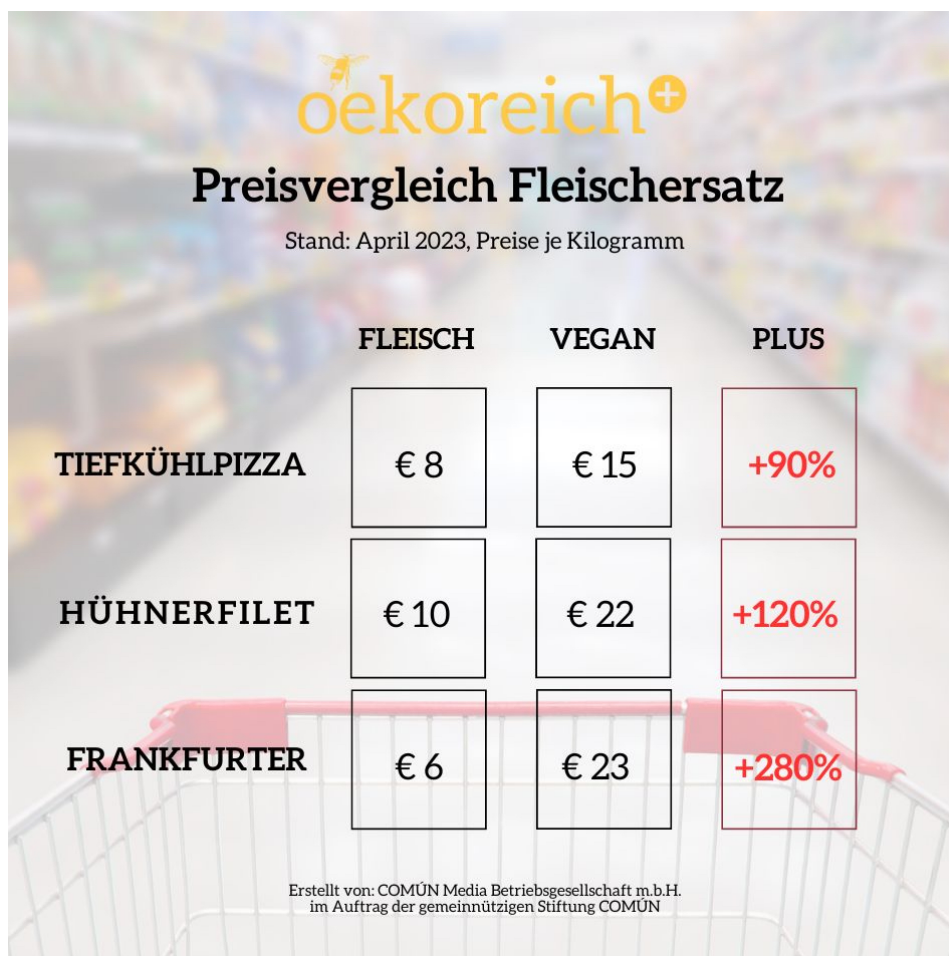 oekoreich+
Preisvergleich Fleischersatz
Stand: April 2023, Preise je Kilogramm
FLEISCH VEGAN PLUS
TIEFKÜHLPIZZA € 8 € 15 +90%
HÜHNERFILET € 10 € 22 +120%
FRANKFURTER € 6 € 23 +280%
Erstellt von: COMÚN Media Betriebsgesellschaft m.b.H.
im Auftrag der gemeinnützigen Stiftung COMÚN